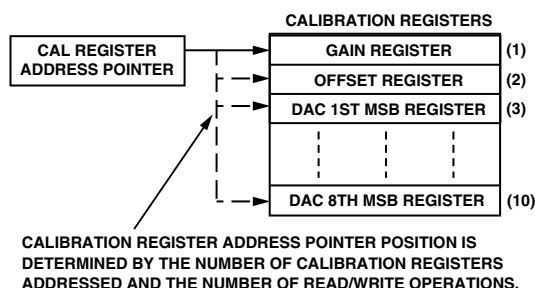 CALIBRATION REGISTERS
CAL REGISTER
ADDRESS POINTER
GAIN REGISTER
(1)
OFFSET REGISTER
(2)
DAC 1ST MSB REGISTER
(3)
DAC 8TH MSB REGISTER
(10)
CALIBRATION REGISTER ADDRESS POINTER POSITION IS
DETERMINED BY THE NUMBER OF CALIBRATION REGISTERS
ADDRESSED AND THE NUMBER OF READ/WRITE OPERATIONS.